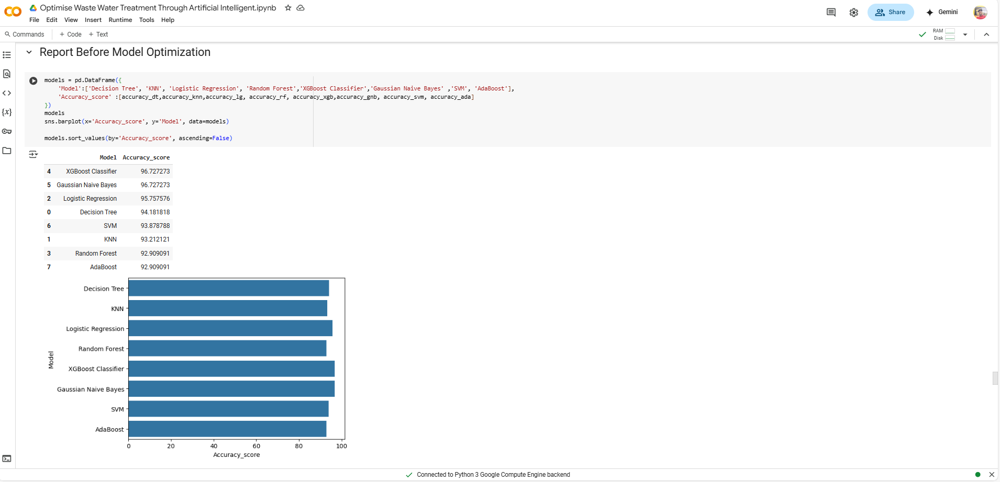 Optimise Waste Water Treatment Through Artificial Intelligent.ipynb
File Edit View Insert Runtime Tools Help
Share
Gemini
Commands + Code + Text
RAM
Disk
Report Before Model Optimization
models = pd.DataFrame({
'Model':['Decision Tree', 'KNN', 'Logistic Regression', 'Random Forest','XGBoost Classifier','Gaussian Naive Bayes' ,'SVM', 'AdaBoost'],
'Accuracy_score' :[accuracy_dt,accuracy_knn,accuracy_lg, accuracy_rf, accuracy_xgb,accuracy_gnb, accuracy_svm, accuracy_ada]
})
models
sns.barplot(x='Accuracy_score', y='Model', data=models)
models.sort_values(by='Accuracy_score', ascending=False)
Model Accuracy_score
4 XGBoost Classifier 96.727273
5 Gaussian Naive Bayes 96.727273
2 Logistic Regression 95.757576
0 Decision Tree 94.181818
6 SVM 93.878788
1 KNN 93.212121
3 Random Forest 92.909091
7 AdaBoost 92.909091
Decision Tree
KNN
Logistic Regression
Random Forest
Model
XGBoost Classifier
Gaussian Naive Bayes
SVM
AdaBoost
0 20 40 60 80 100
Accuracy_score
Connected to Python 3 Google Compute Engine backend